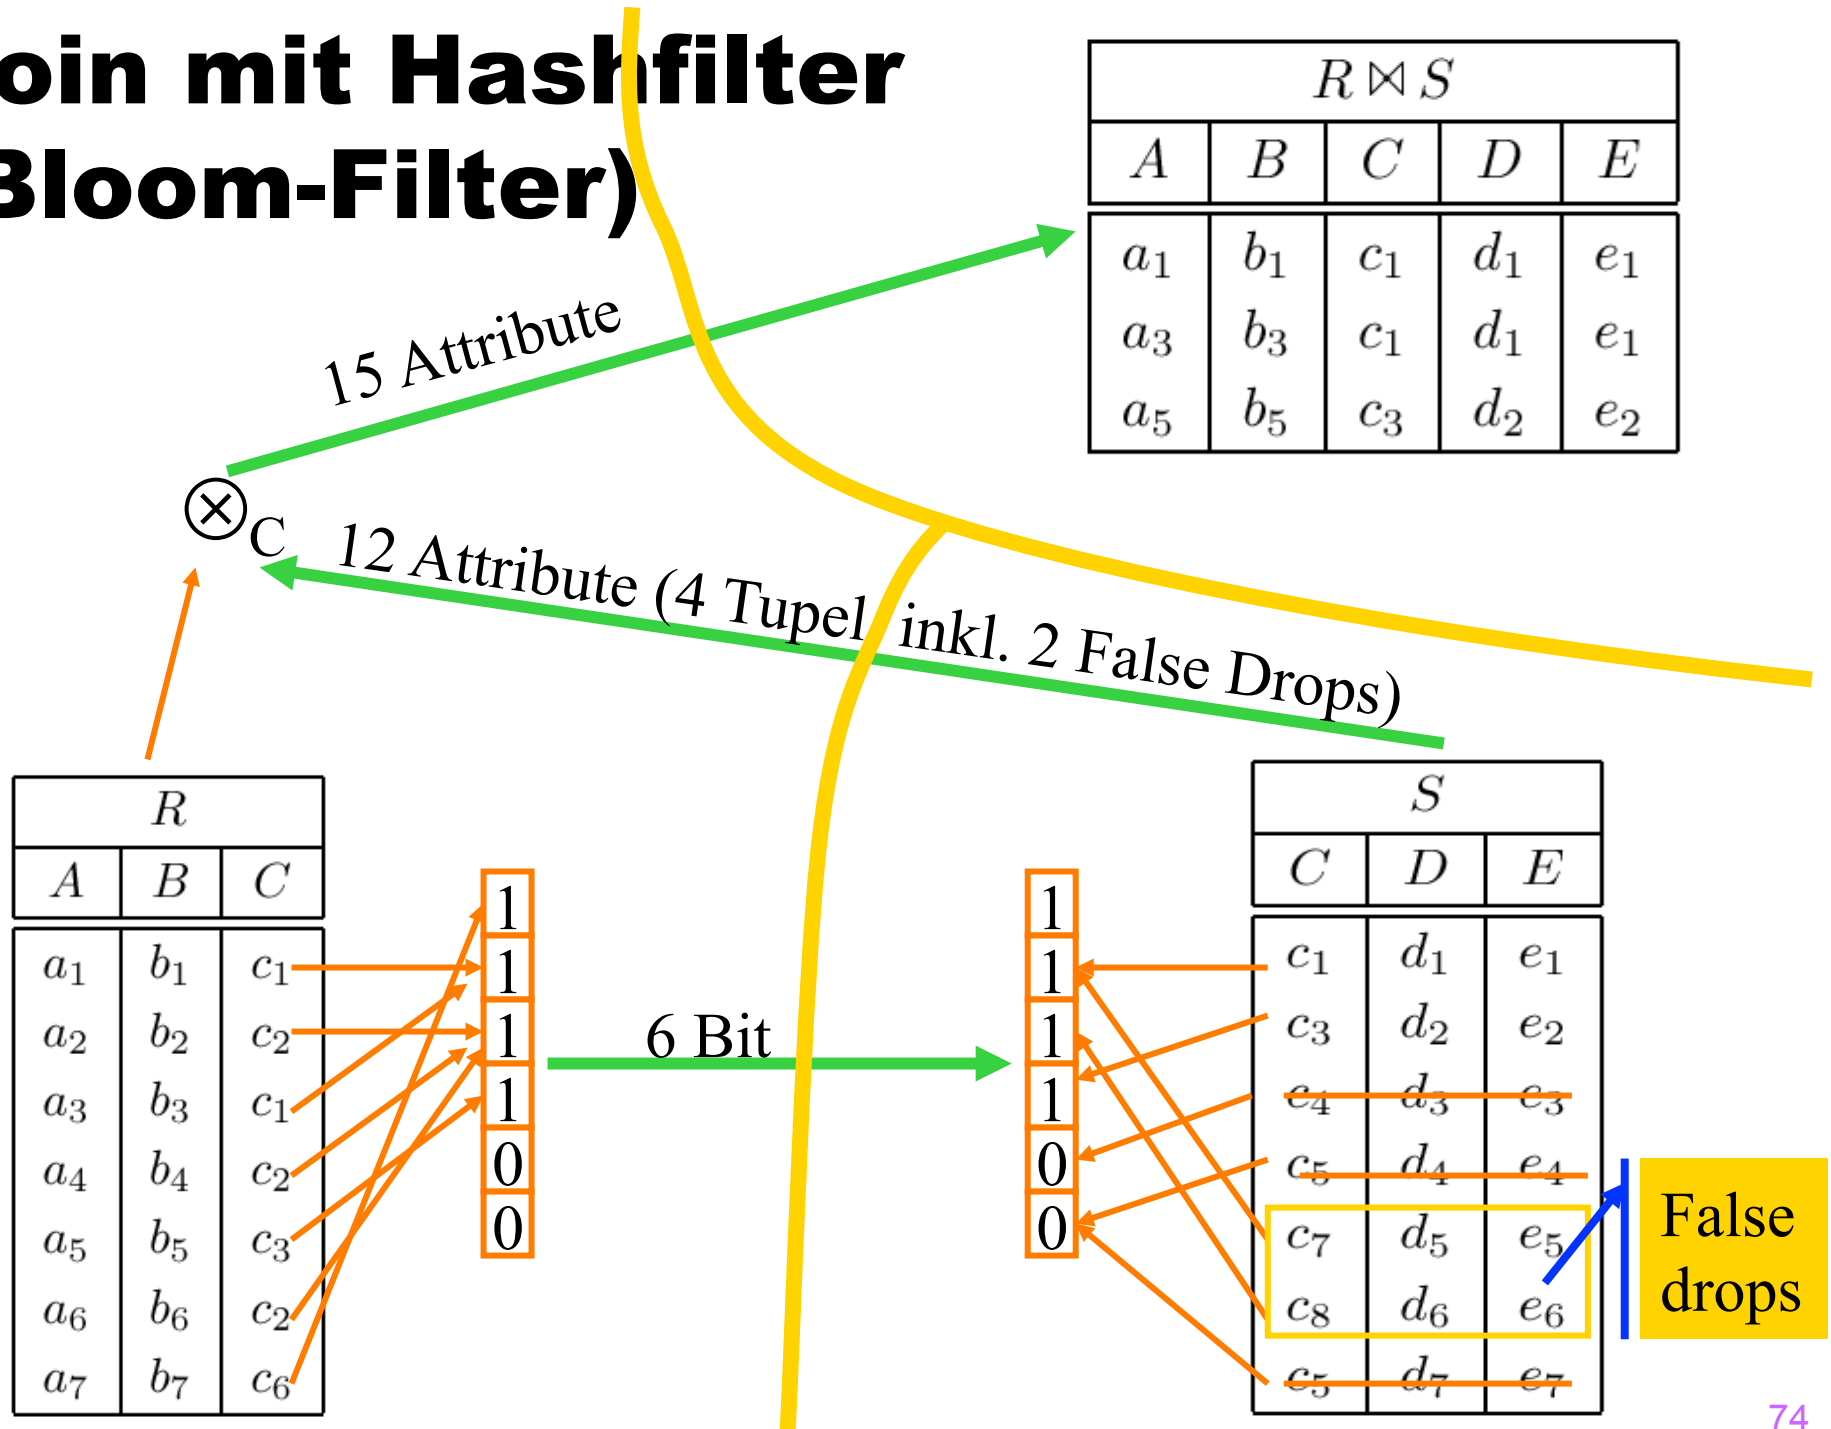 oin mit Hashfilter
Bloom-Filter)
R ⋈ S
A B C D E
a₁ b₁ c₁ d₁ e₁
a₃ b₃ c₁ d₁ e₁
a₅ b₅ c₃ d₂ e₂
15 Attribute
C
12 Attribute (4 Tupel, inkl. 2 False Drops)
R
A B C
a₁ b₁ c₁
a₂ b₂ c₂
a₃ b₃ c₁
a₄ b₄ c₂
a₅ b₅ c₃
a₆ b₆ c₂
a₇ b₇ c₆
1
1
1
1
0
0
6 Bit
1
1
1
1
0
0
S
C D E
c₁ d₁ e₁
c₃ d₂ e₂
c₄ d₃ e₃
c₅ d₄ e₄
c₇ d₅ e₅
c₈ d₆ e₆
c₅ d₇ e₇
False
drops
74